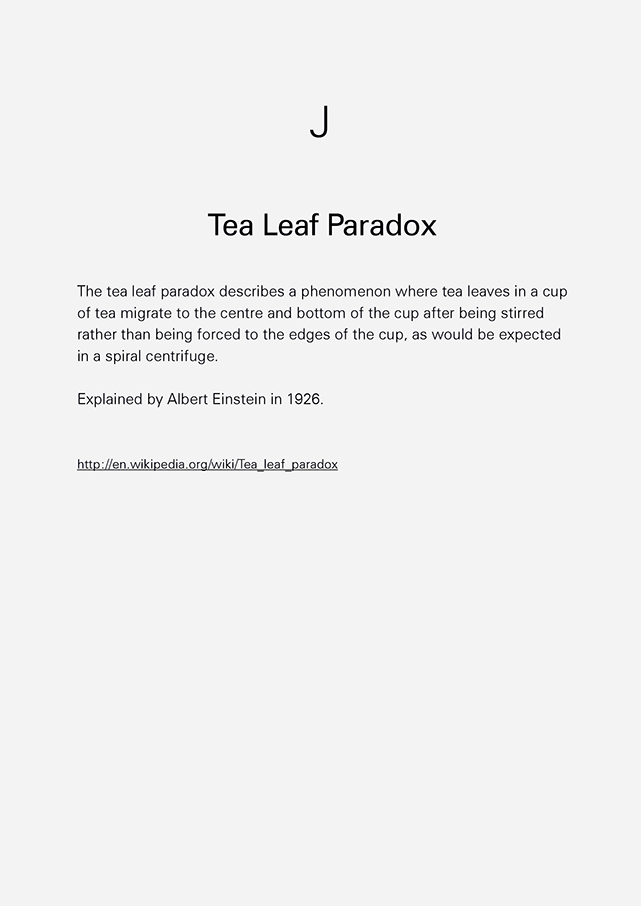 J
Tea Leaf Paradox
The tea leaf paradox describes a phenomenon where tea leaves in a cup
of tea migrate to the centre and bottom of the cup after being stirred
rather than being forced to the edges of the cup, as would be expected
in a spiral centrifuge.
Explained by Albert Einstein in 1926.
http://en.wikipedia.org/wiki/Tea_leaf_paradox